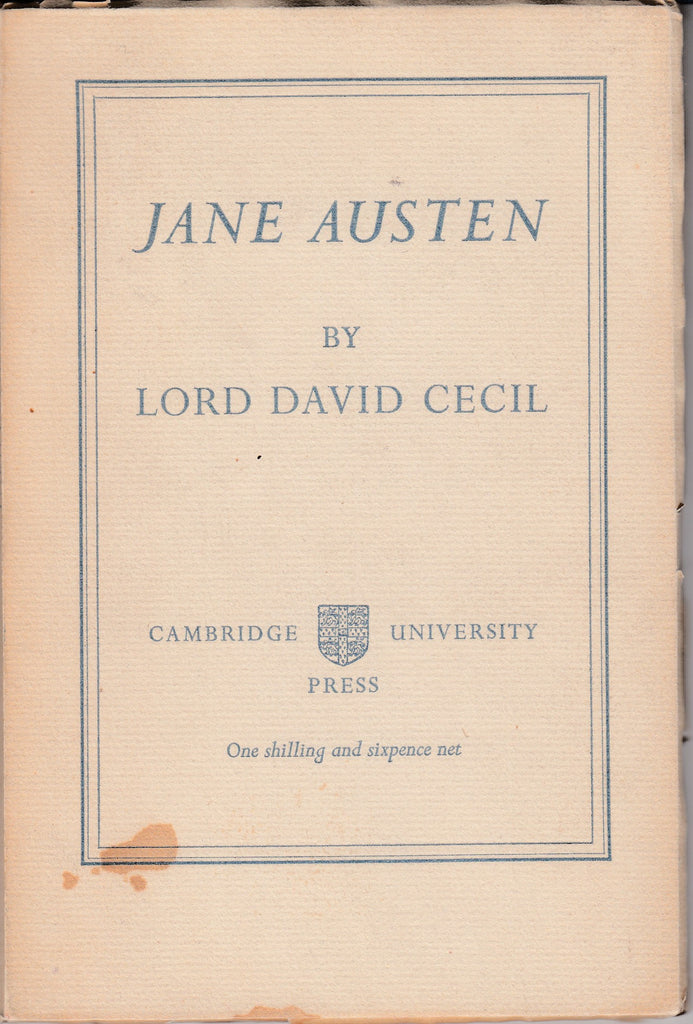 JANE AUSTEN
BY
LORD DAVID CECIL
CAMBRIDGE UNIVERSITY
PRESS
One shilling and sixpence net